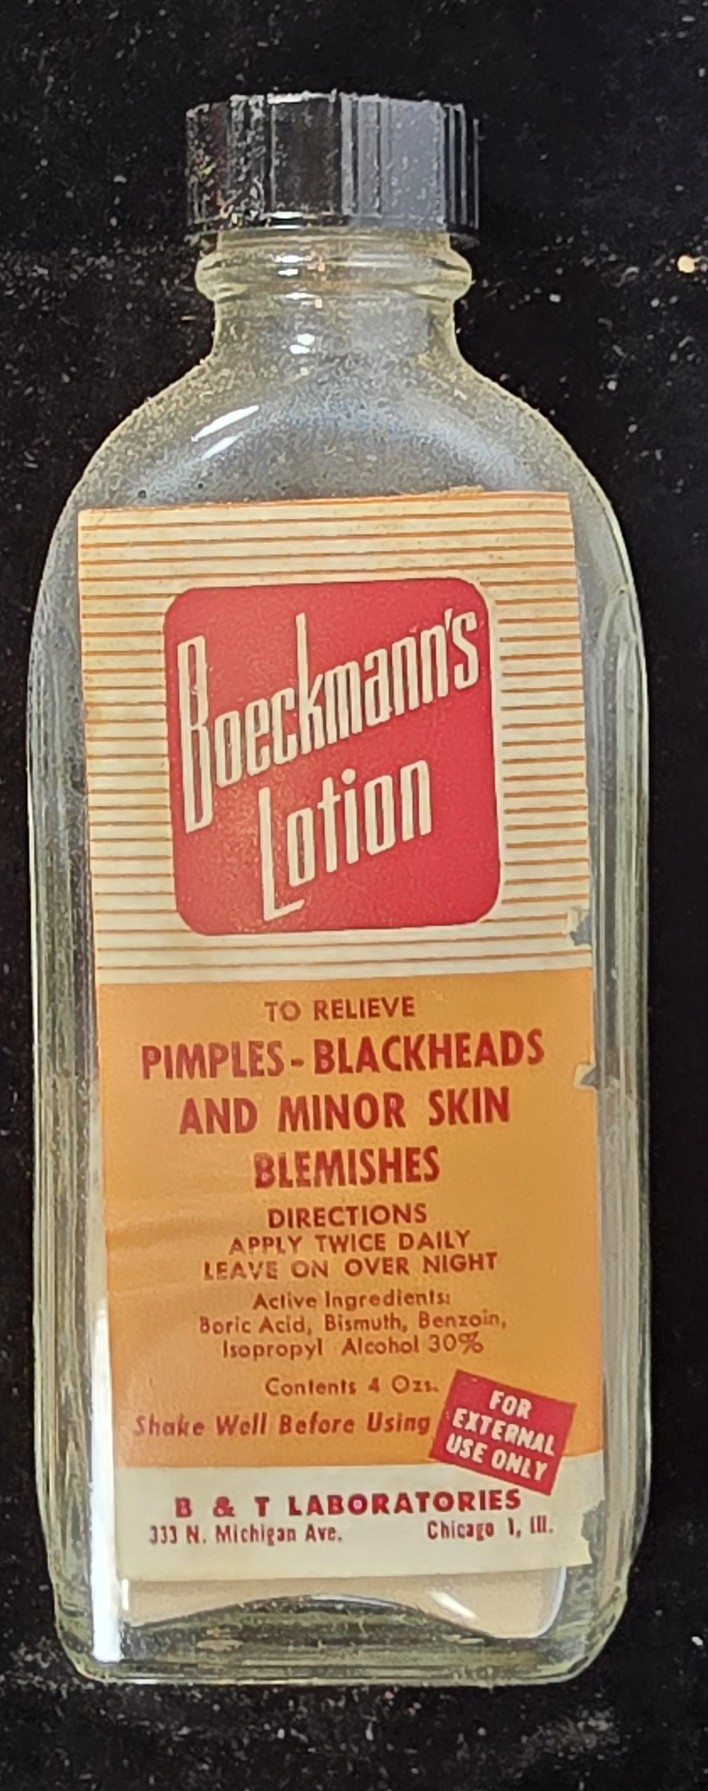 Boeckmann's
Lotion
TO RELIEVE
PIMPLES-BLACKHEADS
AND MINOR SKIN
BLEMISHES
DIRECTIONS
APPLY TWICE DAILY
LEAVE ON OVER NIGHT
Active Ingredients:
Boric Acid, Bismuth, Benzoin,
Isopropyl Alcohol 30%
Contents 4 Ozs.
Shake Well Before Using
FOR
EXTERNAL
USE ONLY
B & T LABORATORIES
333 N. Michigan Ave. Chicago 1, Ill.